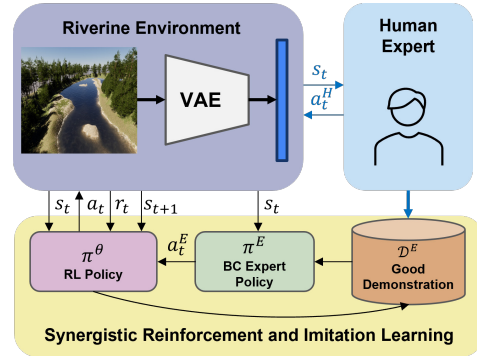 Riverine Environment
Human
Expert
VAE
s_t
a_t^H
s_t a_t r_t s_{t+1} s_t
π^θ
RL Policy
a_t^E
π^E
BC Expert
Policy
𝒟^E
Good
Demonstration
Synergistic Reinforcement and Imitation Learning